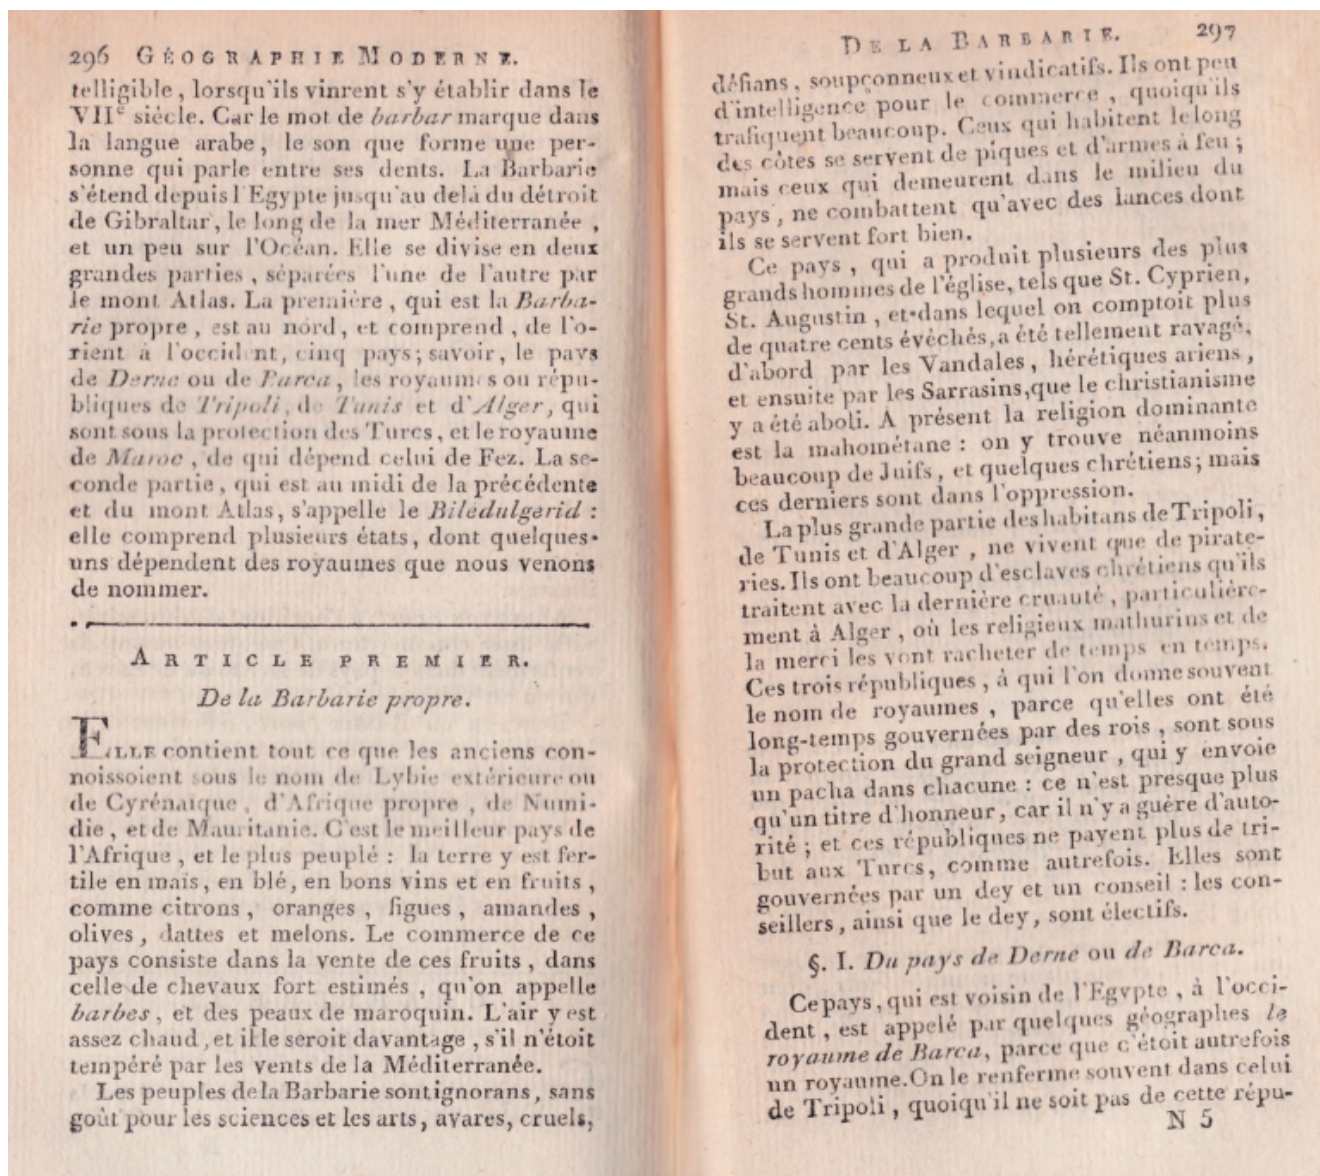 296 GÉOGRAPHIE MODERNE.
telligible, lorsqu'ils vinrent s'y établir dans le
VIIe siècle. Car le mot de barbar marque dans
la langue arabe, le son que forme une per-
sonne qui parle entre ses dents. La Barbarie
s'étend depuis l'Egypte jusqu'au delà du détroit
de Gibraltar, le long de la mer Méditerranée,
et un peu sur l'Océan. Elle se divise en deux
grandes parties, séparées l'une de l'autre par
le mont Atlas. La première, qui est la Barba-
rie propre, est au nord, et comprend, de l'o-
rient à l'occident, cinq pays; savoir, le pays
de Derne ou de Barca, les royaumes ou répu-
bliques de Tripoli, de Tunis et d'Alger, qui
sont sous la protection des Turcs, et le royaume
de Maroc, de qui dépend celui de Fez. La se-
conde partie, qui est au midi de la précédente
et du mont Atlas, s'appelle le Bilédulgerid :
elle comprend plusieurs états, dont quelques-
uns dépendent des royaumes que nous venons
de nommer.
ARTICLE PREMIER.
De la Barbarie propre.
ELLE contient tout ce que les anciens con-
noissoient sous le nom de Lybie extérieure ou
de Cyrénaïque, d'Afrique propre, de Numi-
die, et de Mauritanie. C'est le meilleur pays de
l'Afrique, et le plus peuplé : la terre y est fer-
tile en maïs, en blé, en bons vins et en fruits,
comme citrons, oranges, figues, amandes,
olives, dattes et melons. Le commerce de ce
pays consiste dans la vente de ces fruits, dans
celle de chevaux fort estimés, qu'on appelle
barbes, et des peaux de maroquin. L'air y est
assez chaud, et il le seroit davantage, s'il n'étoit
tempéré par les vents de la Méditerranée.
Les peuples de la Barbarie sont ignorans, sans
goût pour les sciences et les arts, avares, cruels,
DE LA BARBARIE. 297
défians, soupçonneux et vindicatifs. Ils ont peu
d'intelligence pour le commerce, quoiqu'ils
trafiquent beaucoup. Ceux qui habitent le long
des côtes se servent de piques et d'armes à feu ;
mais ceux qui demeurent dans le milieu du
pays, ne combattent qu'avec des lances dont
ils se servent fort bien.
Ce pays, qui a produit plusieurs des plus
grands hommes de l'église, tels que St. Cyprien,
St. Augustin, et dans lequel on comptoit plus
de quatre cents évêchés, a été tellement ravagé,
d'abord par les Vandales, hérétiques ariens,
et ensuite par les Sarrasins, que le christianisme
y a été aboli. A présent la religion dominante
est la mahométane : on y trouve néanmoins
beaucoup de Juifs, et quelques chrétiens; mais
ces derniers sont dans l'oppression.
La plus grande partie des habitans de Tripoli,
de Tunis et d'Alger, ne vivent que de pirate-
ries. Ils ont beaucoup d'esclaves chrétiens qu'ils
traitent avec la dernière cruauté, particulière-
ment à Alger, où les religieux mathurins et de
la merci les vont racheter de temps en temps.
Ces trois républiques, à qui l'on donne souvent
le nom de royaumes, parce qu'elles ont été
long-temps gouvernées par des rois, sont sous
la protection du grand seigneur, qui y envoie
un pacha dans chacune : ce n'est presque plus
qu'un titre d'honneur, car il n'y a guère d'auto-
rité ; et ces républiques ne payent plus de tri-
but aux Turcs, comme autrefois. Elles sont
gouvernées par un dey et un conseil : les con-
seillers, ainsi que le dey, sont électifs.
§. I. Du pays de Derne ou de Barca.
Ce pays, qui est voisin de l'Egypte, à l'occi-
dent, est appelé par quelques géographes le
royaume de Barca, parce que c'étoit autrefois
un royaume. On le renferme souvent dans celui
de Tripoli, quoiqu'il ne soit pas de cette répu-
N 5